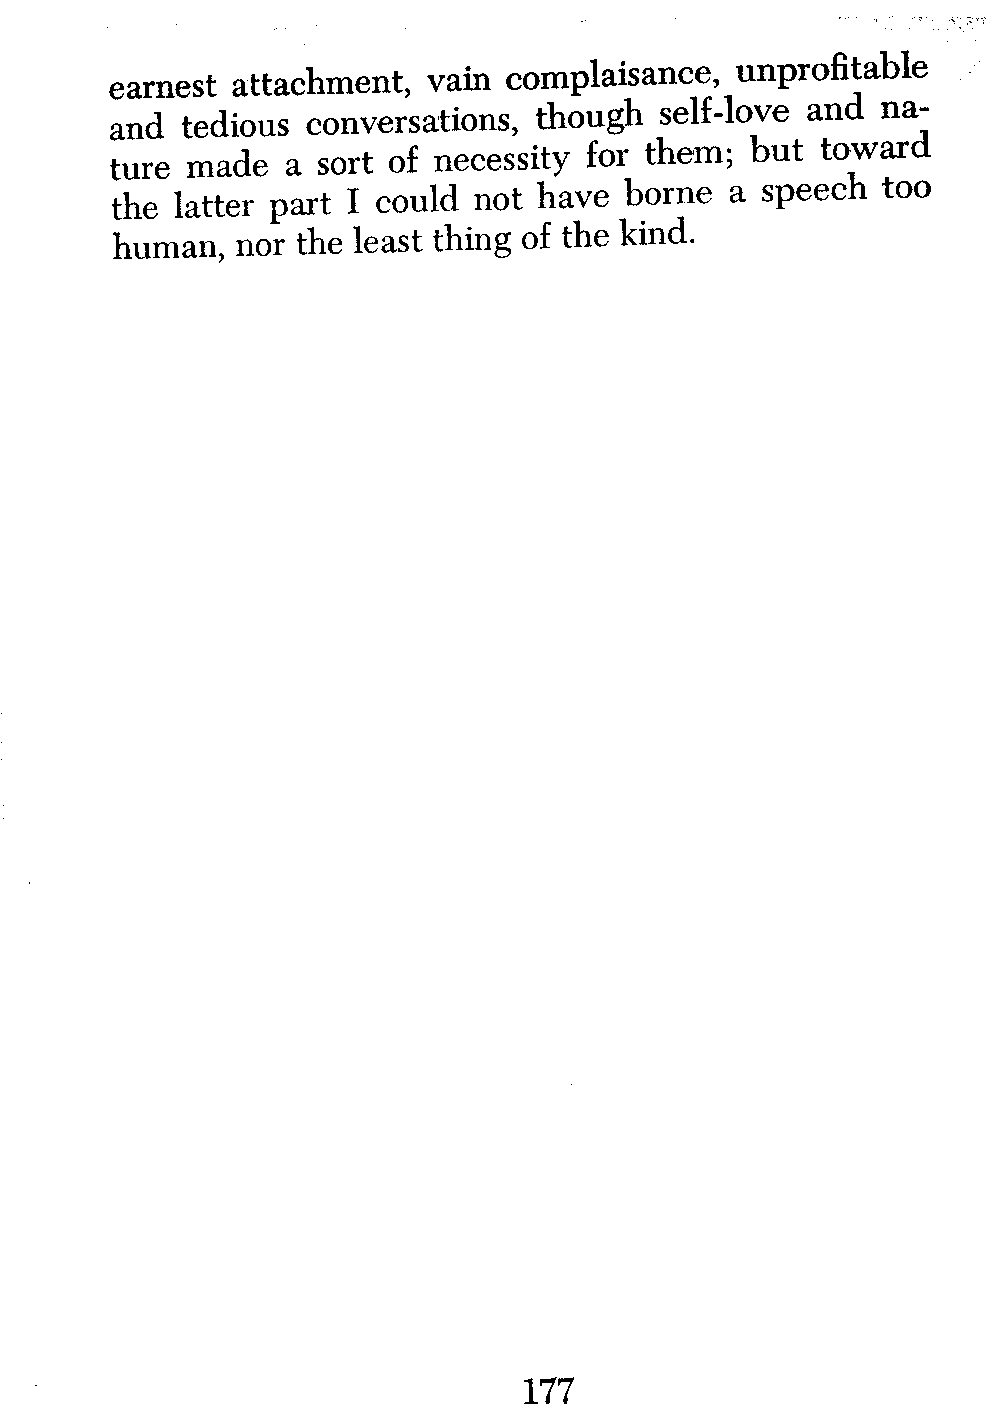 earnest attachment, vain complaisance, unprofitable
and tedious conversations, though self-love and na-
ture made a sort of necessity for them; but toward
the latter part I could not have borne a speech too
human, nor the least thing of the kind.
177